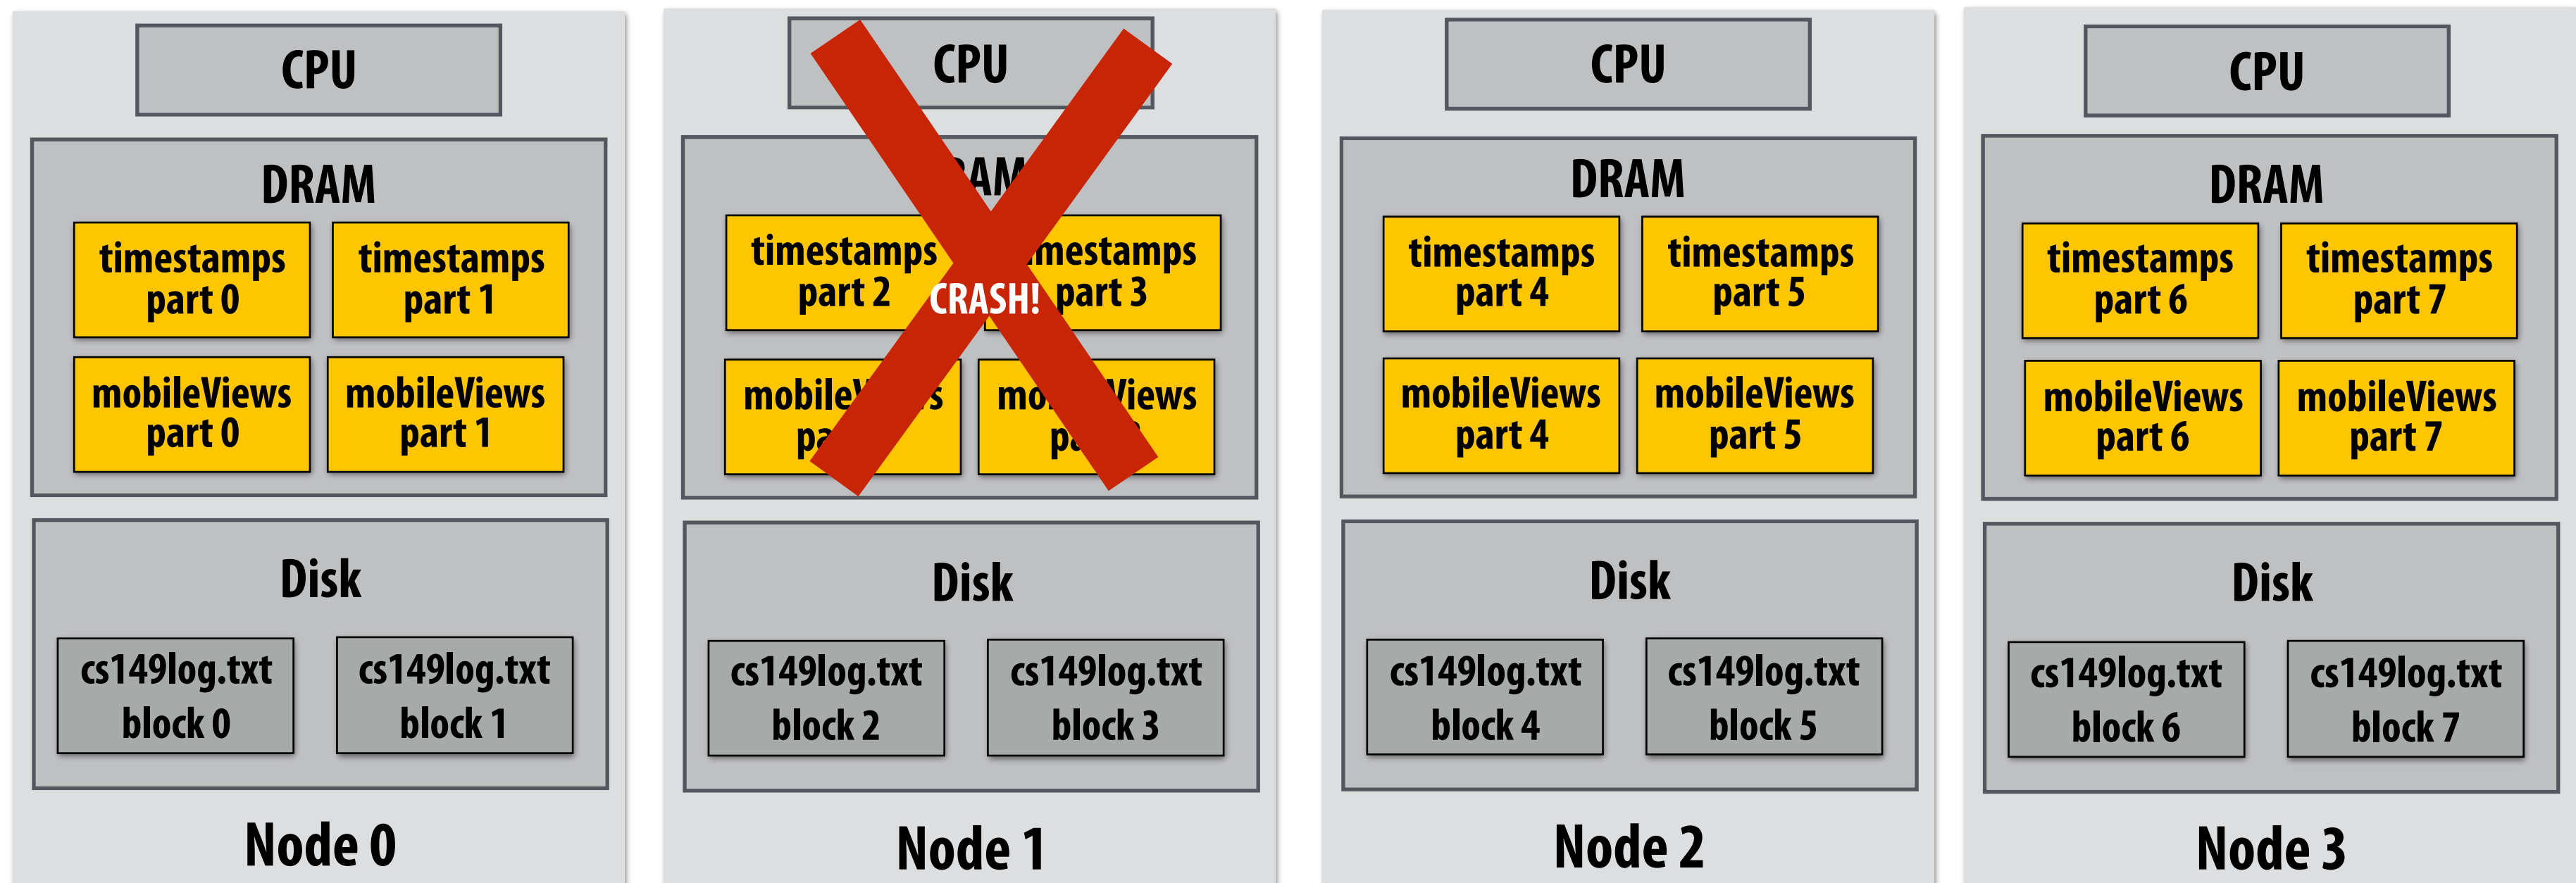 CPU
DRAM
timestamps
part 0
timestamps
part 1
mobileViews
part 0
mobileViews
part 1
Disk
cs149log.txt
block 0
cs149log.txt
block 1
Node 0
CPU
timestamps
part 2
part 3
CRASH!
Disk
cs149log.txt
block 2
cs149log.txt
block 3
Node 1
CPU
DRAM
timestamps
part 4
timestamps
part 5
mobileViews
part 4
mobileViews
part 5
Disk
cs149log.txt
block 4
cs149log.txt
block 5
Node 2
CPU
DRAM
timestamps
part 6
timestamps
part 7
mobileViews
part 6
mobileViews
part 7
Disk
cs149log.txt
block 6
cs149log.txt
block 7
Node 3